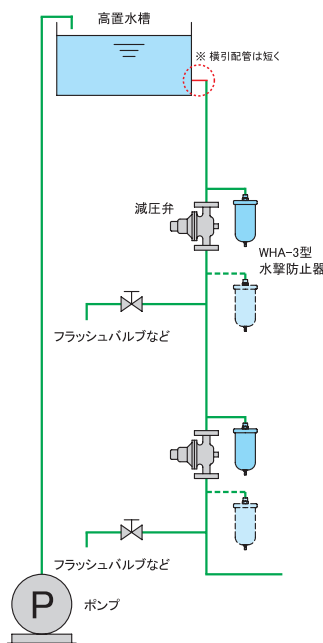 高置水槽
※ 横引配管は短く
減圧弁
WHA-3型
水撃防止器
フラッシュバルブなど
フラッシュバルブなど
P
ポンプ